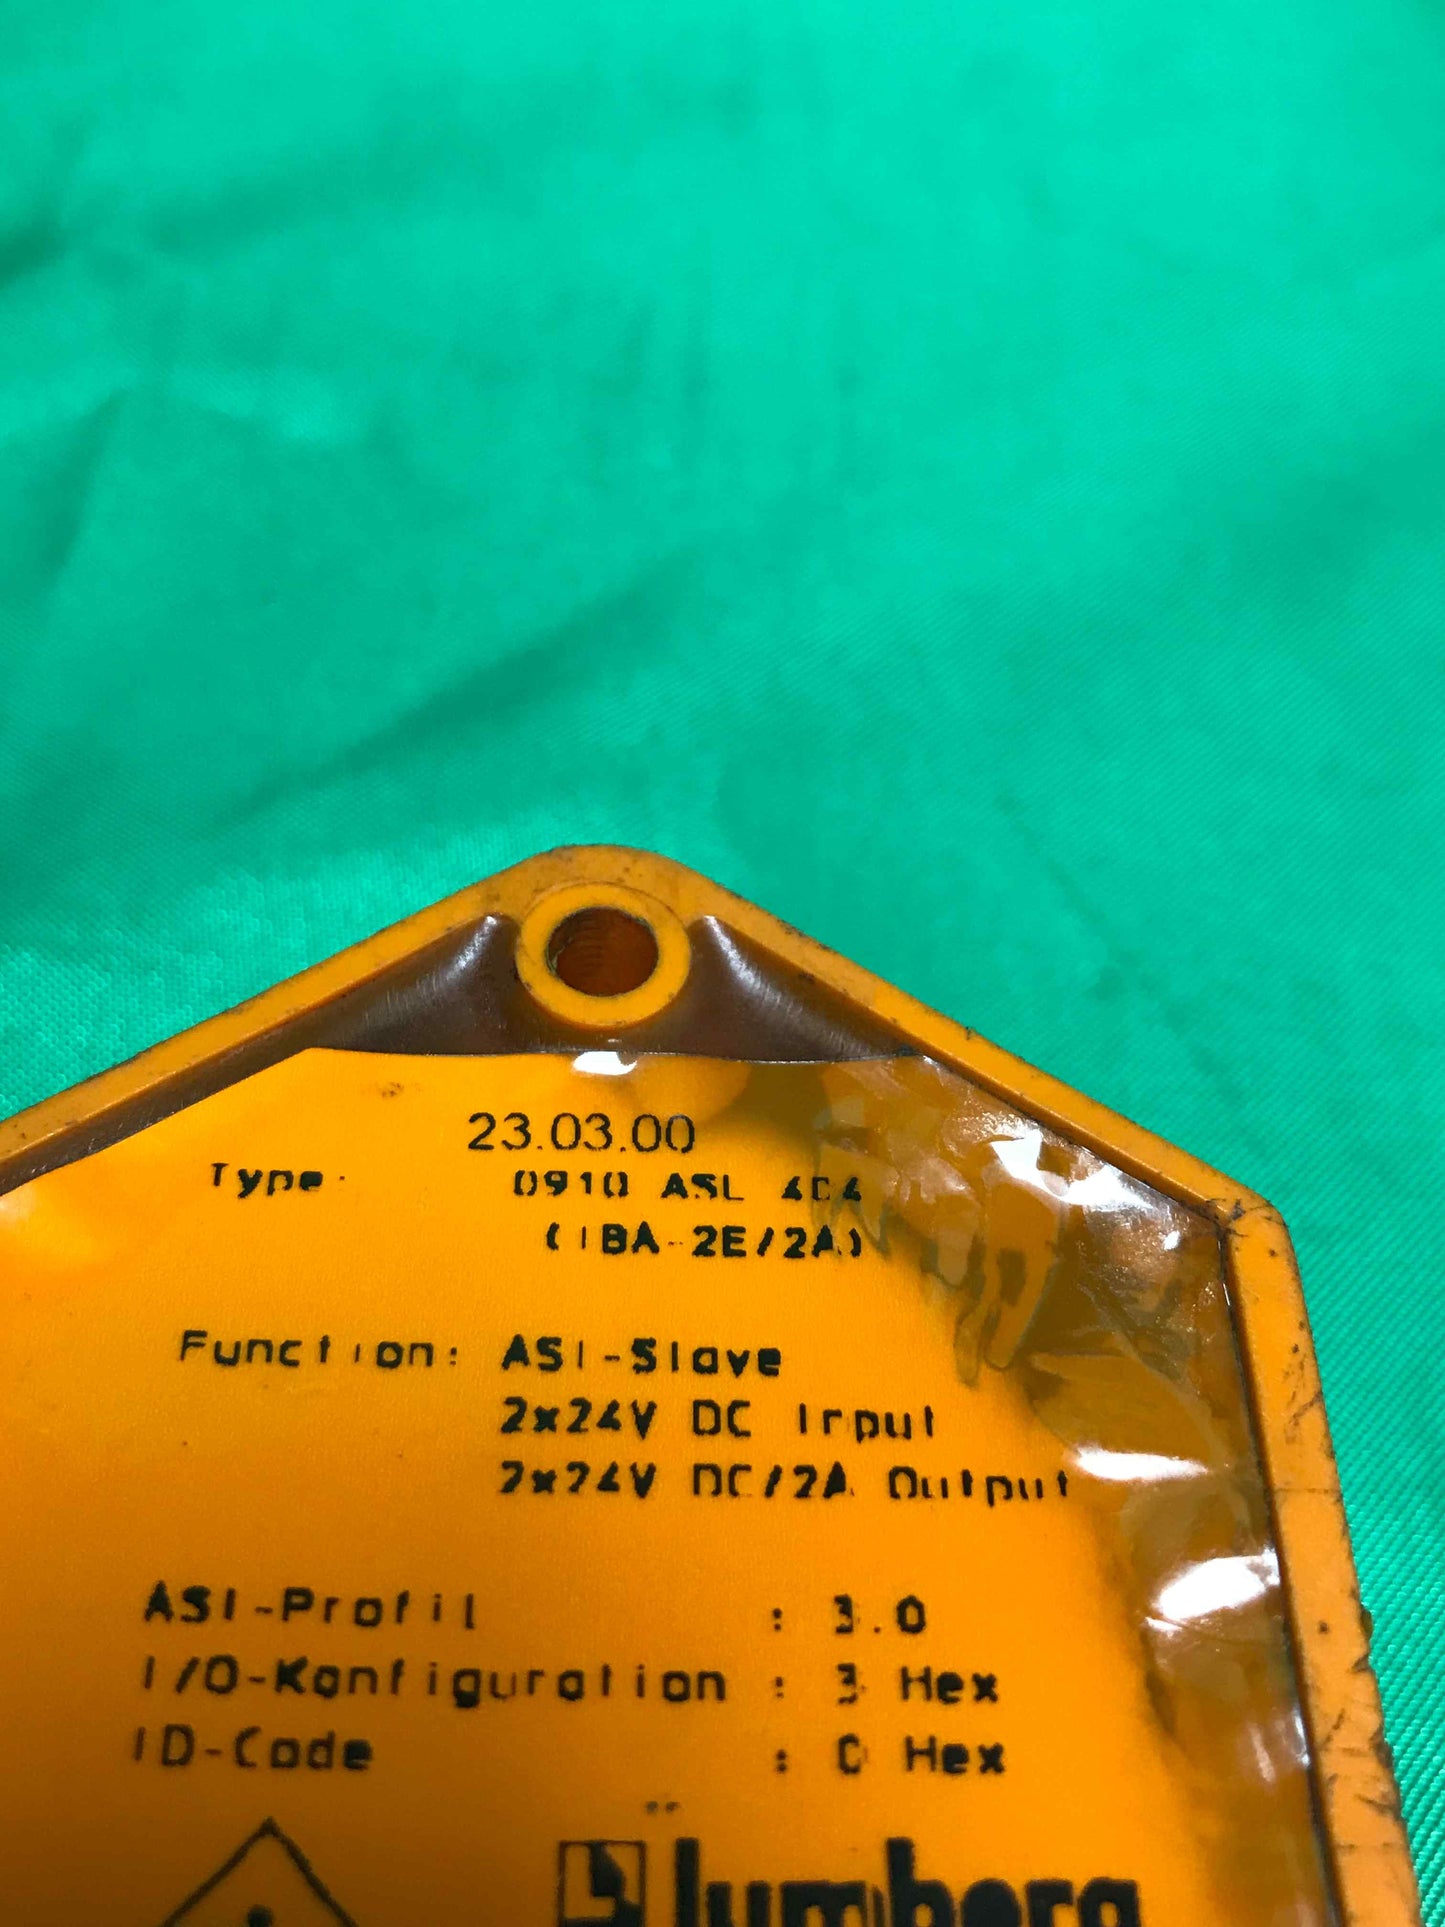 23.03.00
Type: 0910 ASL 404
(IBA-2E/2A)
Function: ASI-Slave
2x24V DC Input
2x24V DC/2A Output
ASI-Profil : 3.0
I/O-Konfiguration : 3 Hex
ID-Code : 0 Hex
lumberg